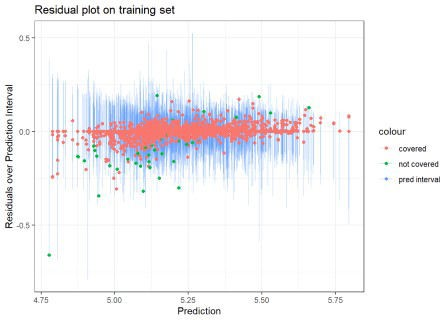 Residual plot on training set
Residuals over Prediction Interval
0.5
0.0
-0.5
4.75 5.00 5.25 5.50 5.75
Prediction
colour
covered
not covered
pred interval